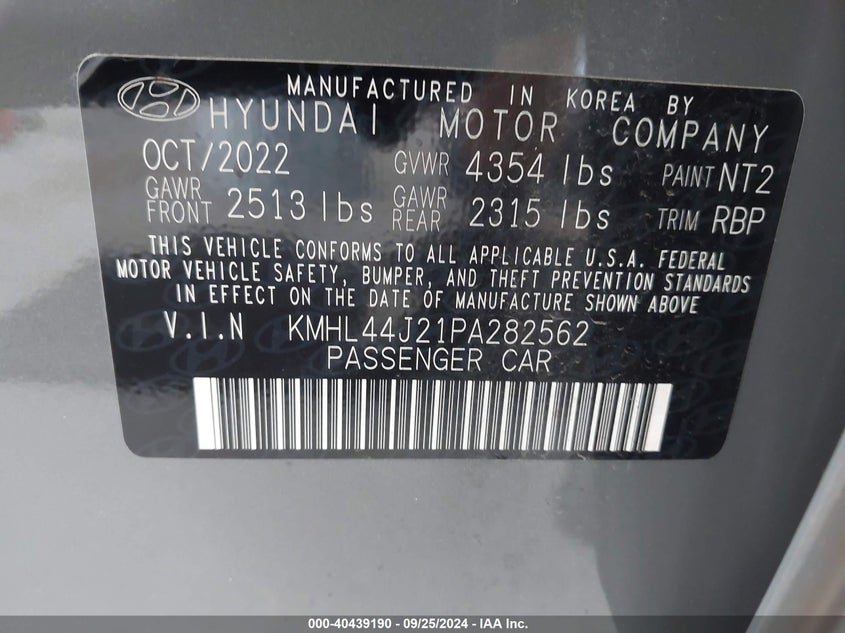 MANUFACTURED IN KOREA BY
HYUNDAI MOTOR COMPANY
OCT/2022 GVWR 4354 lbs PAINT NT2
GAWR FRONT 2513 lbs GAWR REAR 2315 lbs TRIM RBP
THIS VEHICLE CONFORMS TO ALL APPLICABLE U.S.A. FEDERAL
MOTOR VEHICLE SAFETY, BUMPER, AND THEFT PREVENTION STANDARDS
IN EFFECT ON THE DATE OF MANUFACTURE SHOWN ABOVE
V.I.N KMHL44J21PA282562
PASSENGER CAR
000-40439190 - 09/25/2024 - IAA Inc.